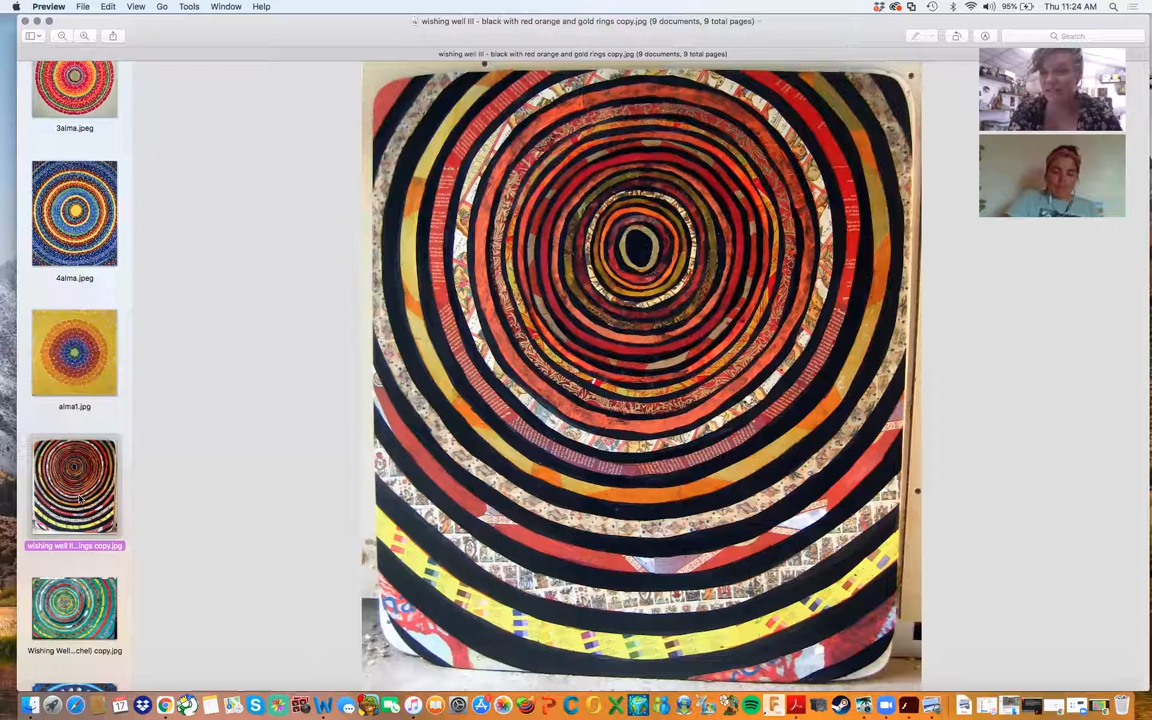 Preview File Edit View Go Tools Window Help
95% Thu 11:24 AM
wishing well III - black with red orange and gold rings copy.jpg (9 documents, 9 total pages)
Search
wishing well III - black with red orange and gold rings copy.jpg (9 documents, 9 total pages)
3alma.jpeg
4alma.jpeg
alma1.jpg
wishing well II...ings copy.jpg
Wishing Well...chel) copy.jpg